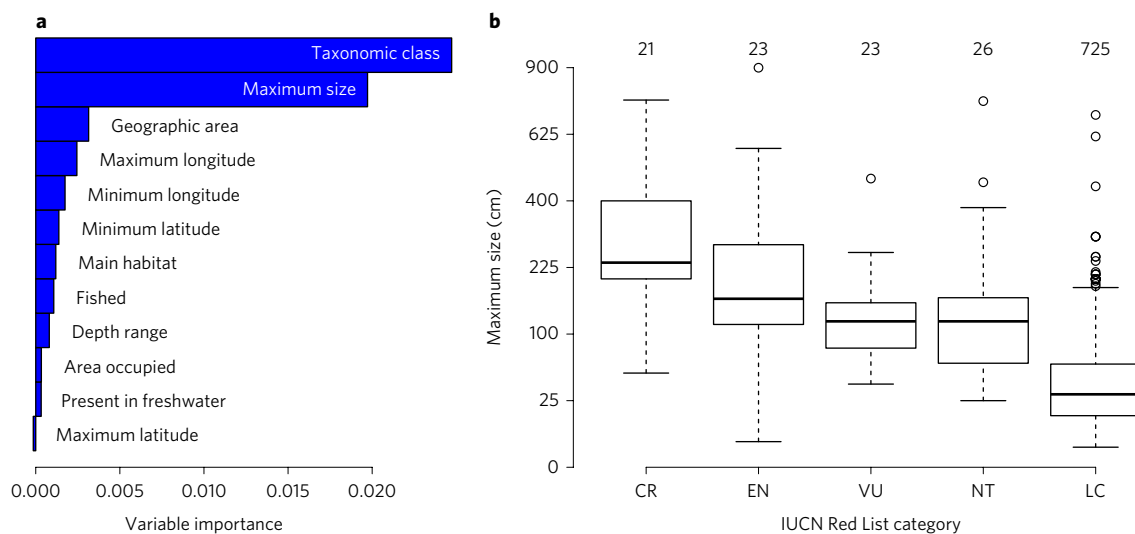 a
Taxonomic class
Maximum size
Geographic area
Maximum longitude
Minimum longitude
Minimum latitude
Main habitat
Fished
Depth range
Area occupied
Present in freshwater
Maximum latitude
0.000 0.005 0.010 0.015 0.020
Variable importance
b
21 23 23 26 725
900
625
400
225
100
25
0
Maximum size (cm)
CR EN VU NT LC
IUCN Red List category